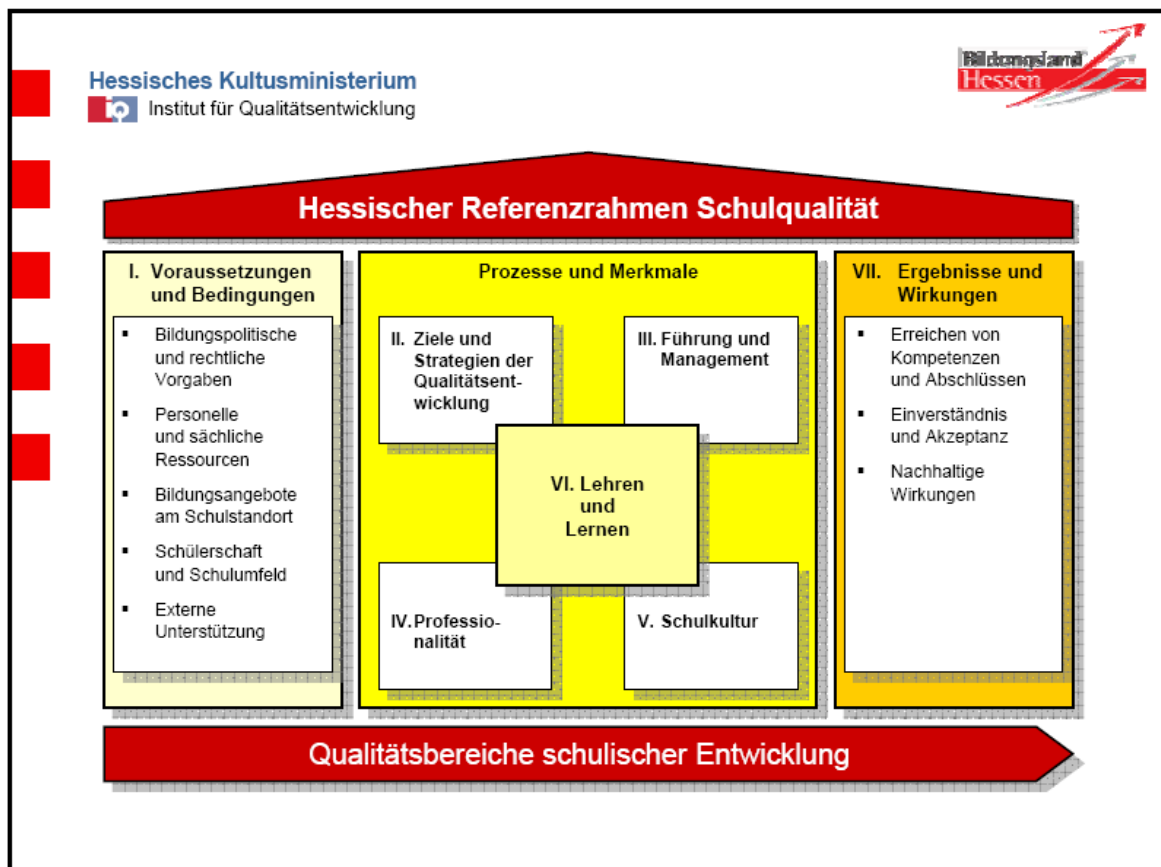 Hessisches Kultusministerium
iQ Institut für Qualitätsentwicklung
Bildungsland
Hessen
Hessischer Referenzrahmen Schulqualität
I. Voraussetzungen
und Bedingungen
▪ Bildungspolitische
und rechtliche
Vorgaben
▪ Personelle
und sächliche
Ressourcen
▪ Bildungsangebote
am Schulstandort
▪ Schülerschaft
und Schulumfeld
▪ Externe
Unterstützung
Prozesse und Merkmale
II. Ziele und
Strategien der
Qualitätsent-
wicklung
III. Führung und
Management
VI. Lehren
und
Lernen
IV. Professio-
nalität
V. Schulkultur
VII. Ergebnisse und
Wirkungen
▪ Erreichen von
Kompetenzen
und Abschlüssen
▪ Einverständnis
und Akzeptanz
▪ Nachhaltige
Wirkungen
Qualitätsbereiche schulischer Entwicklung